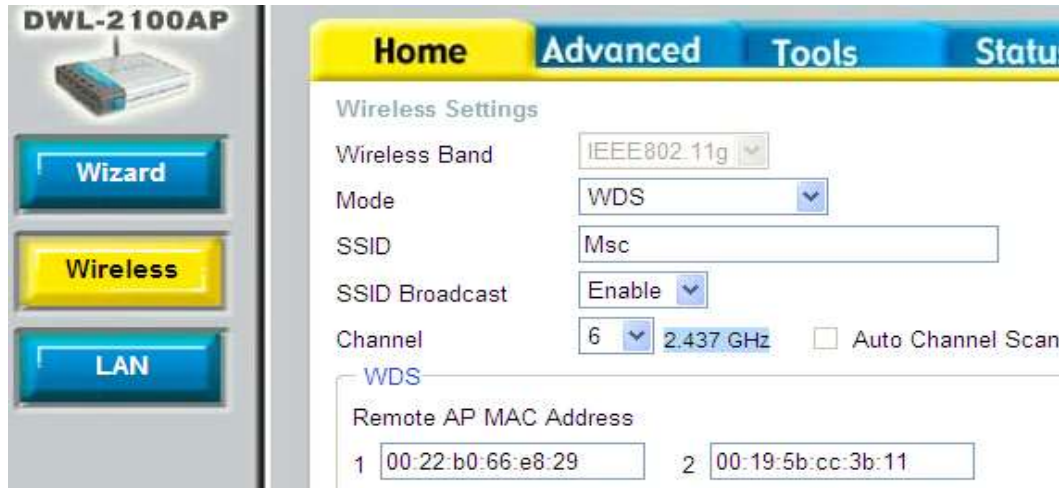 DWL-2100AP
Wizard
Wireless
LAN
Home Advanced Tools Statu
Wireless Settings
Wireless Band IEEE802.11g
Mode WDS
SSID Msc
SSID Broadcast Enable
Channel 6 2.437 GHz Auto Channel Scan
WDS
Remote AP MAC Address
1 00:22:b0:66:e8:29 2 00:19:5b:cc:3b:11